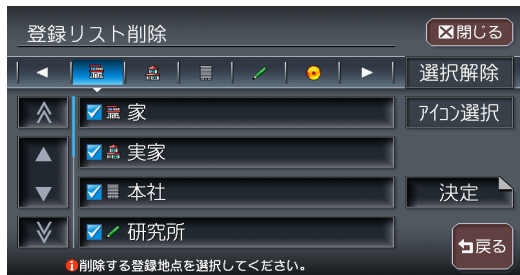 登録リスト削除
閉じる
選択解除
家
アイコン選択
実家
本社
決定
研究所
戻る
削除する登録地点を選択してください。